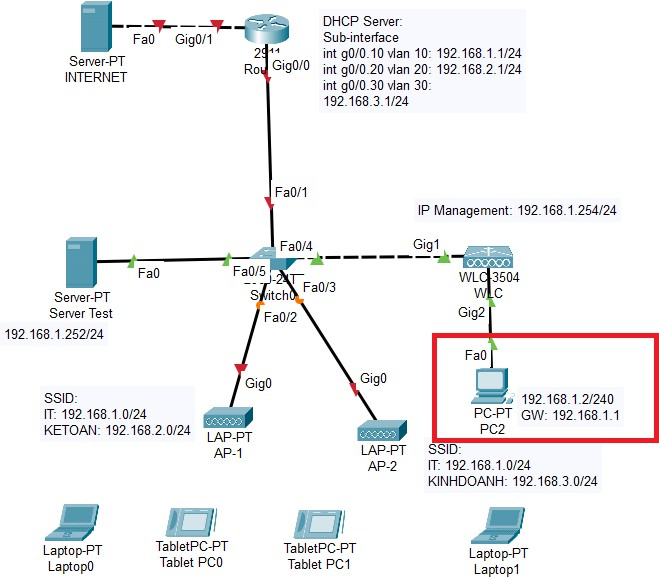 DHCP Server:
Sub-interface
int g0/0.10 vlan 10: 192.168.1.1/24
int g0/0.20 vlan 20: 192.168.2.1/24
int g0/0.30 vlan 30:
192.168.3.1/24
Fa0
Gig0/1
Server-PT
INTERNET
Gig0/0
Fa0/1
IP Management: 192.168.1.254/24
Fa0/4
Gig1
Fa0
Fa0/5
Fa0/3
Switch0
WLC-3504
WLC
Server-PT
Server Test
Fa0/2
Gig2
192.168.1.252/24
Fa0
Gig0
Gig0
PC-PT
PC2
192.168.1.2/240
GW: 192.168.1.1
SSID:
IT: 192.168.1.0/24
KETOAN: 192.168.2.0/24
LAP-PT
AP-1
LAP-PT
AP-2
SSID:
IT: 192.168.1.0/24
KINHDOANH: 192.168.3.0/24
Laptop-PT
Laptop0
TabletPC-PT
Tablet PC0
TabletPC-PT
Tablet PC1
Laptop-PT
Laptop1